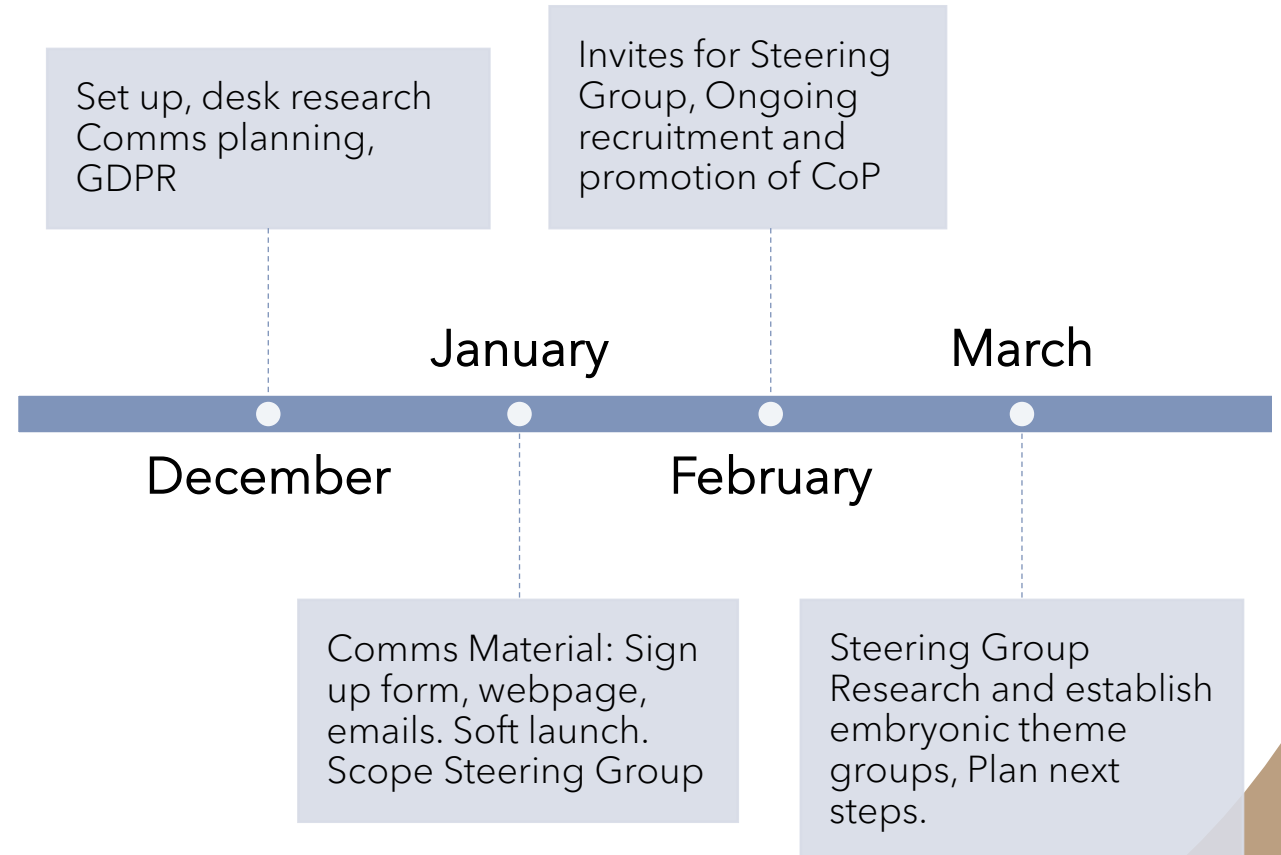 Set up, desk research
Comms planning,
GDPR
Invites for Steering
Group, Ongoing
recruitment and
promotion of CoP
January
March
December
February
Comms Material: Sign
up form, webpage,
emails. Soft launch.
Scope Steering Group
Steering Group
Research and establish
embryonic theme
groups, Plan next
steps.